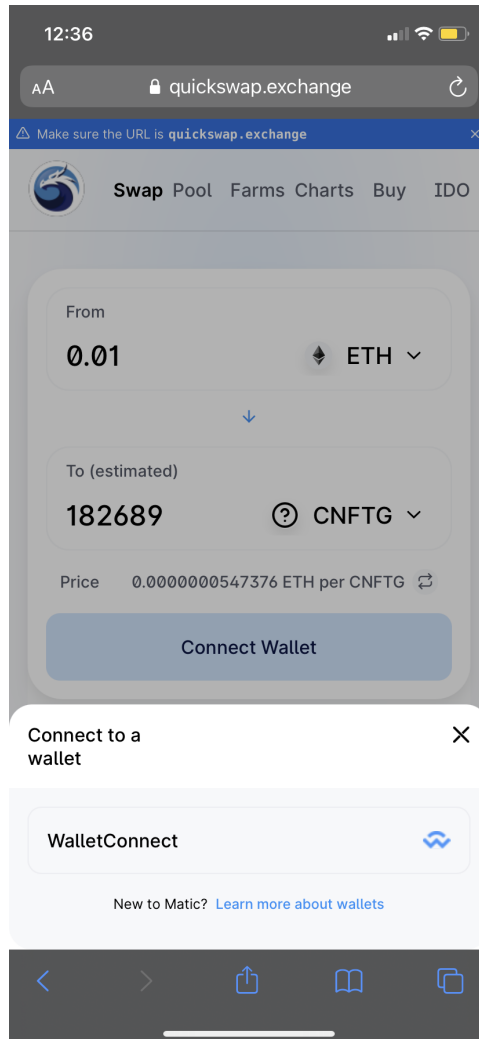 12:36
AA quickswap.exchange
Make sure the URL is quickswap.exchange ×
Swap Pool Farms Charts Buy IDO
From
0.01 ETH
To (estimated)
182689 CNFTG
Price 0.0000000547376 ETH per CNFTG
Connect Wallet
Connect to a
wallet
WalletConnect
New to Matic? Learn more about wallets